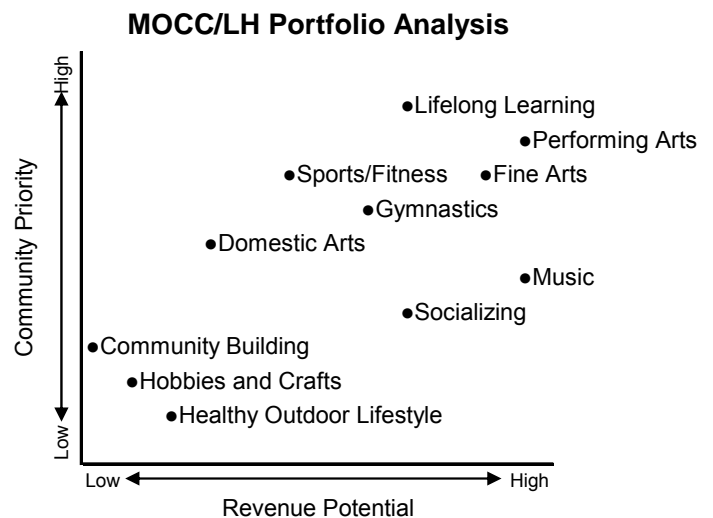 MOCC/LH Portfolio Analysis
High
●Lifelong Learning
●Performing Arts
●Sports/Fitness ●Fine Arts
●Gymnastics
●Domestic Arts
Community Priority
●Music
●Socializing
●Community Building
●Hobbies and Crafts
●Healthy Outdoor Lifestyle
Low
Low High
Revenue Potential